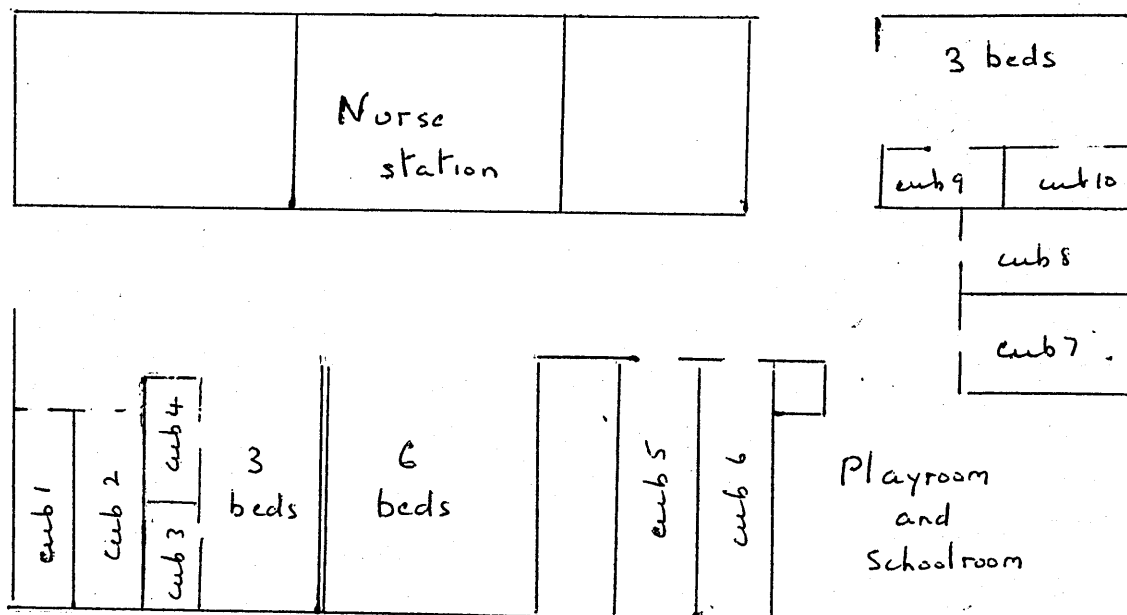 Nurse
station
3 beds
cub 9
cub 10
cub 8
cub 7
cub 1
cub 2
cub 3
cub 4
3
beds
6
beds
cub 5
cub 6
Playroom
and
Schoolroom